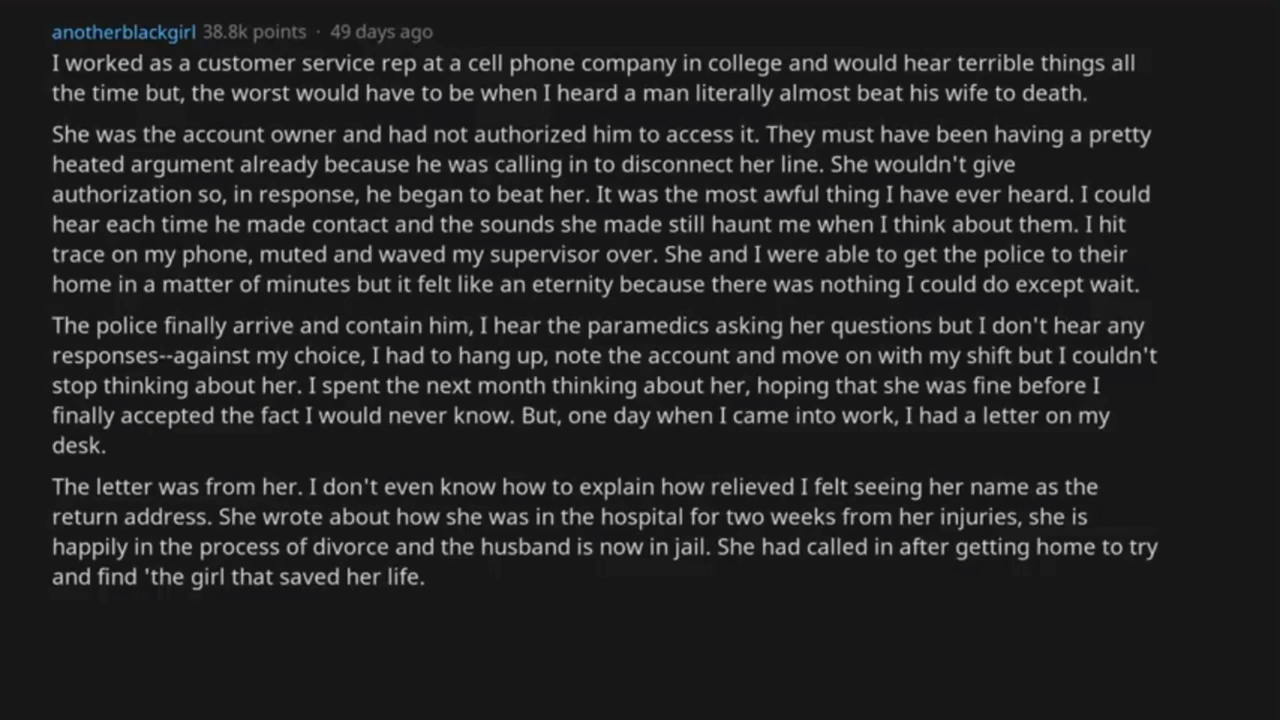 anotherblackgirl 38.8k points · 49 days ago
I worked as a customer service rep at a cell phone company in college and would hear terrible things all
the time but, the worst would have to be when I heard a man literally almost beat his wife to death.
She was the account owner and had not authorized him to access it. They must have been having a pretty
heated argument already because he was calling in to disconnect her line. She wouldn't give
authorization so, in response, he began to beat her. It was the most awful thing I have ever heard. I could
hear each time he made contact and the sounds she made still haunt me when I think about them. I hit
trace on my phone, muted and waved my supervisor over. She and I were able to get the police to their
home in a matter of minutes but it felt like an eternity because there was nothing I could do except wait.
The police finally arrive and contain him, I hear the paramedics asking her questions but I don't hear any
responses--against my choice, I had to hang up, note the account and move on with my shift but I couldn't
stop thinking about her. I spent the next month thinking about her, hoping that she was fine before I
finally accepted the fact I would never know. But, one day when I came into work, I had a letter on my
desk.
The letter was from her. I don't even know how to explain how relieved I felt seeing her name as the
return address. She wrote about how she was in the hospital for two weeks from her injuries, she is
happily in the process of divorce and the husband is now in jail. She had called in after getting home to try
and find 'the girl that saved her life.